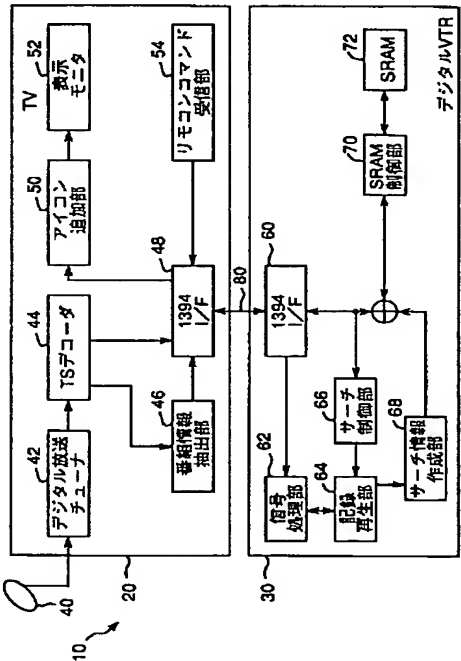 10
40
20
42
デジタル放送
チューナ
44
TSデコーダ
46
番組情報
抽出部
48
1394
I/F
50
アイコン
追加部
TV
52
表示
モニタ
54
リモコンコマンド
受信部
80
30
60
1394
I/F
62
信号
処理部
64
記録
再生部
66
サーチ
制御部
68
サーチ情報
作成部
70
SRAM
制御部
72
SRAM
デジタルVTR